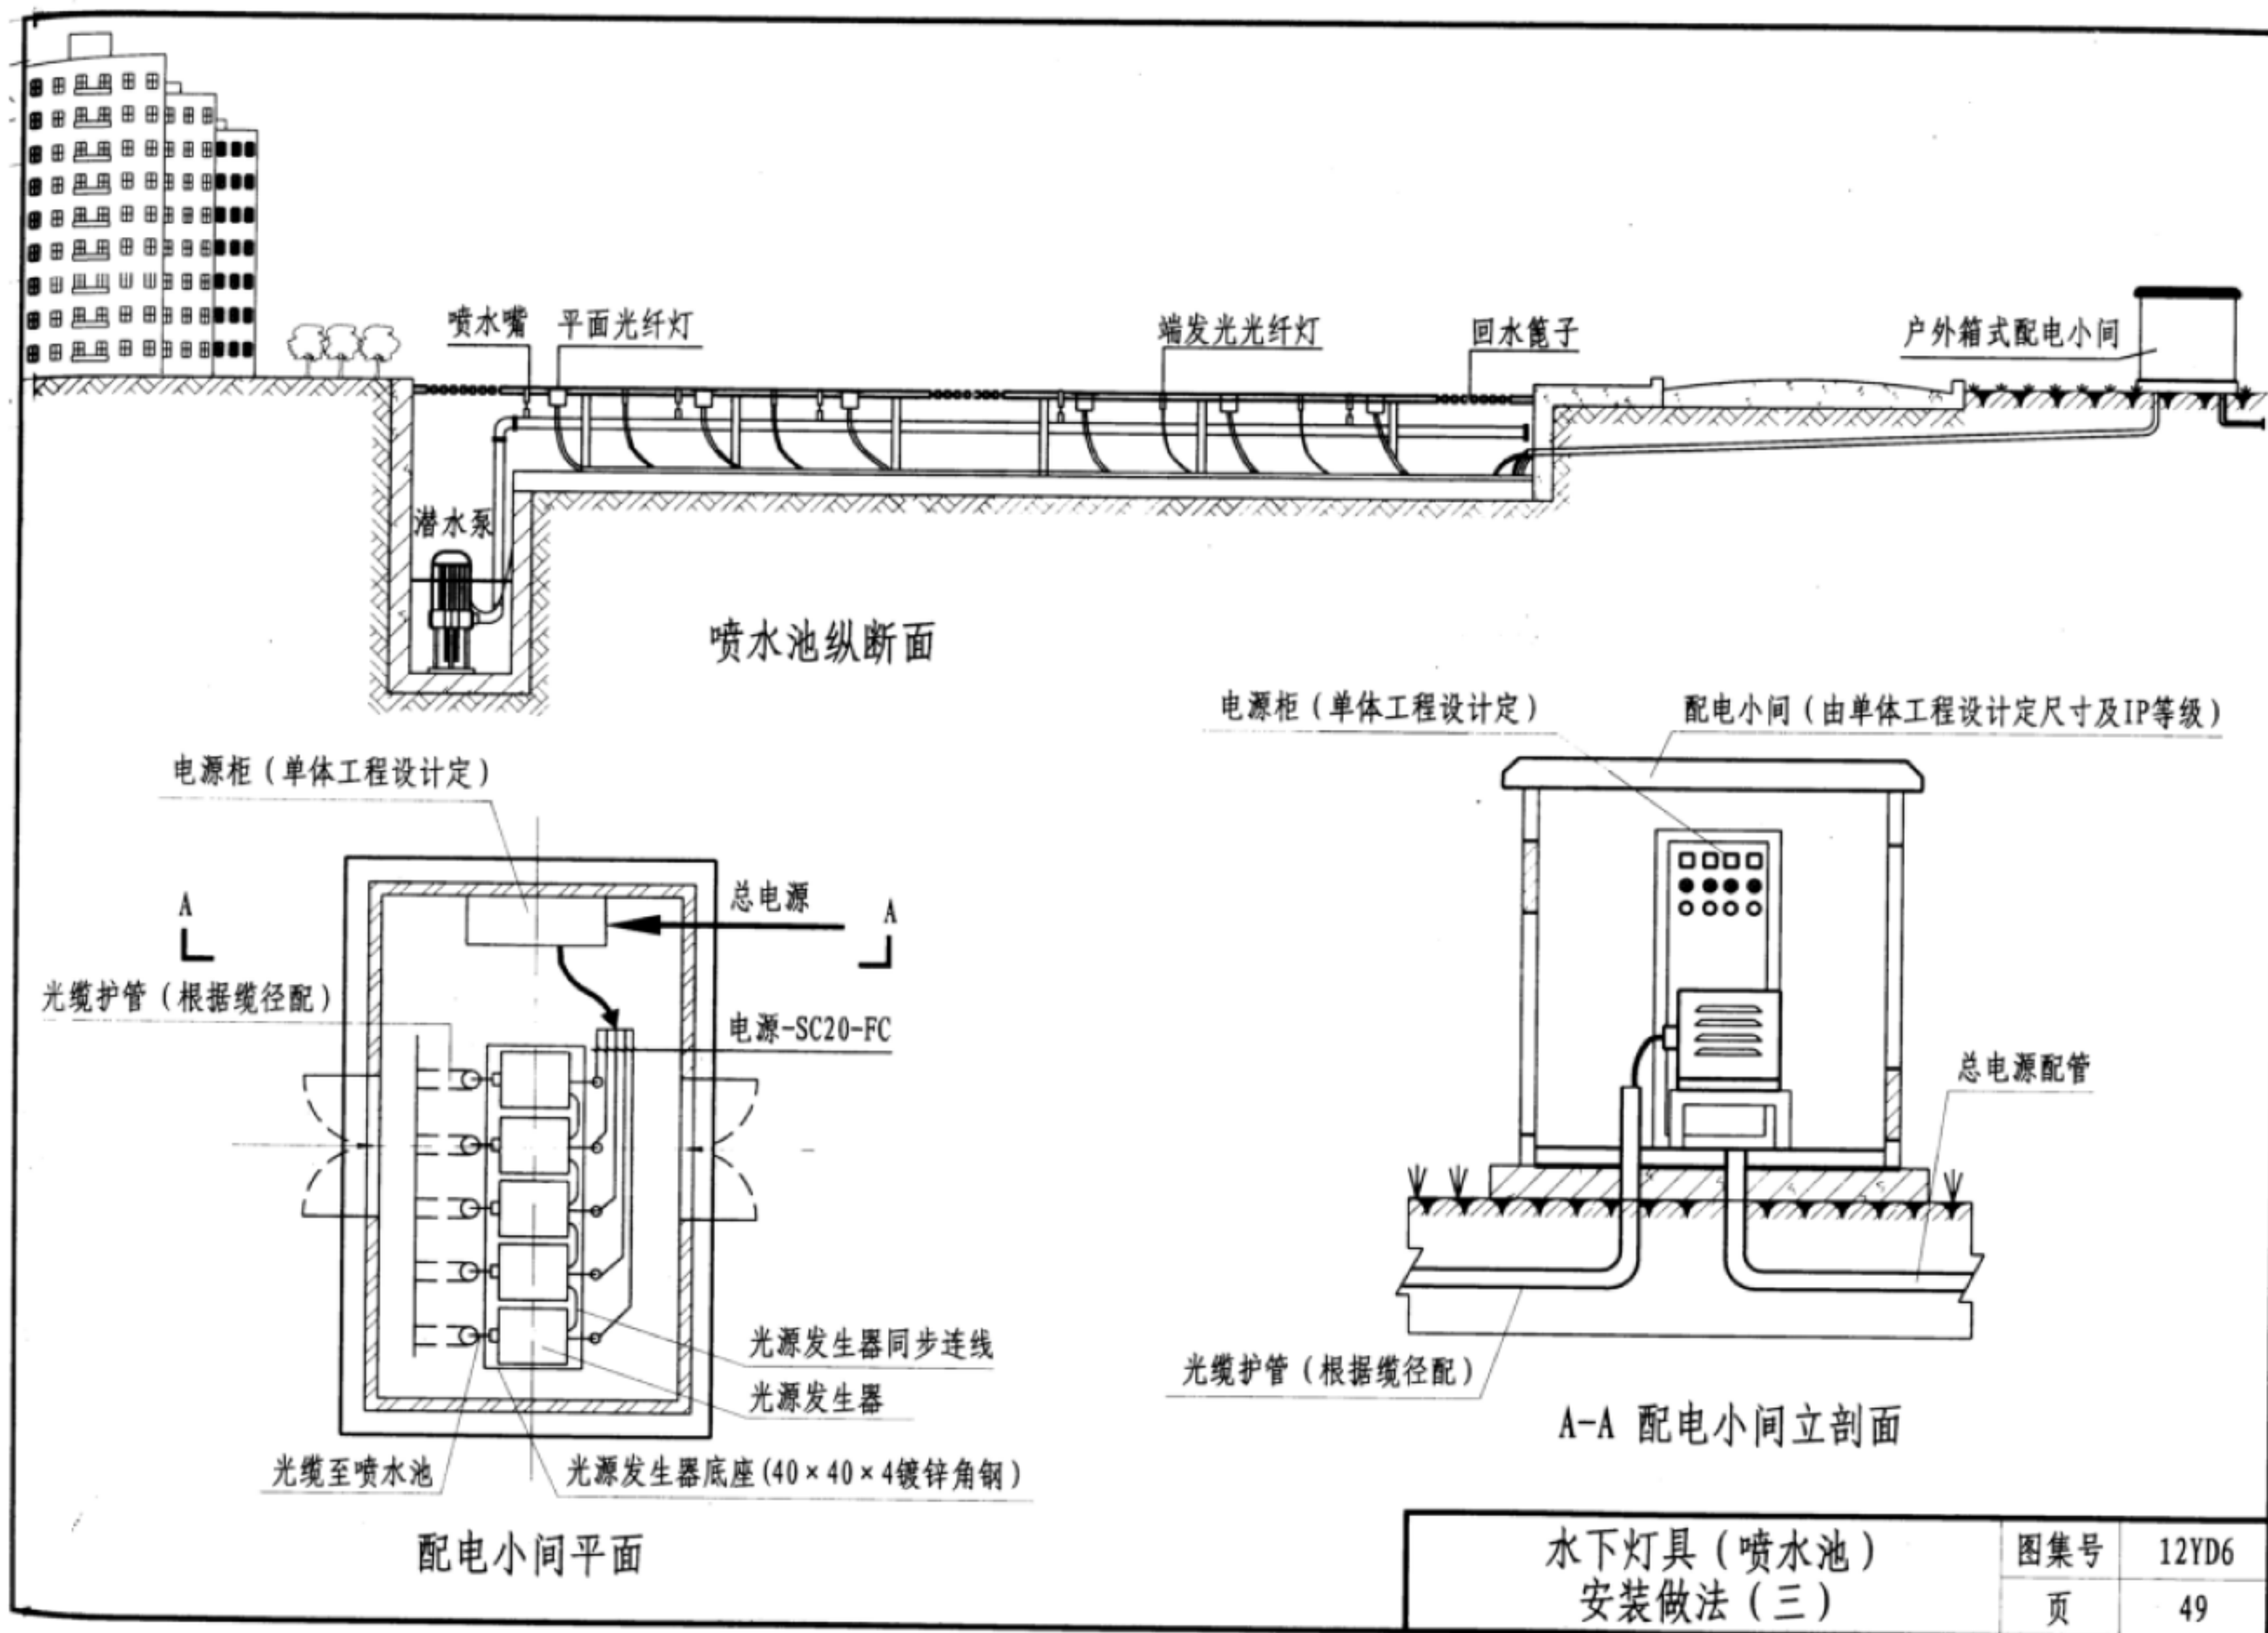 喷水嘴
平面光纤灯
端发光光纤灯
回水篦子
户外箱式配电小间
潜水泵
喷水池纵断面
电源柜（单体工程设计定）
配电小间（由单体工程设计定尺寸及IP等级）
电源柜（单体工程设计定）
总电源
A
A
光缆护管（根据缆径配）
电源-SC20-FC
总电源配管
光源发生器同步连线
光缆护管（根据缆径配）
光源发生器
A-A 配电小间立剖面
光缆至喷水池
光源发生器底座(40×40×4镀锌角钢)
配电小间平面
水下灯具（喷水池）
安装做法（三）
图集号
12YD6
页
49